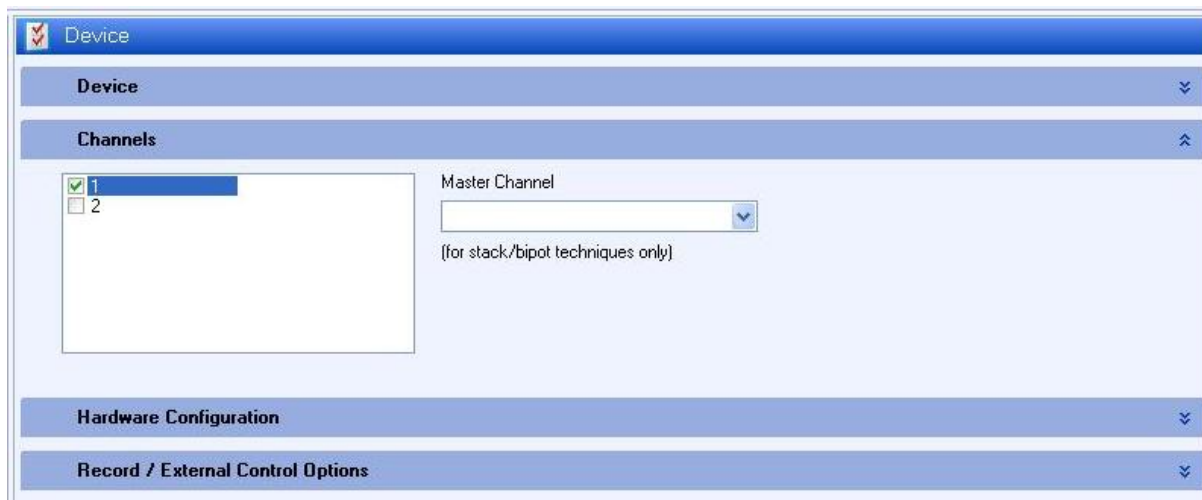 Device
Device
Channels
1
2
Master Channel
(for stack/bipot techniques only)
Hardware Configuration
Record / External Control Options